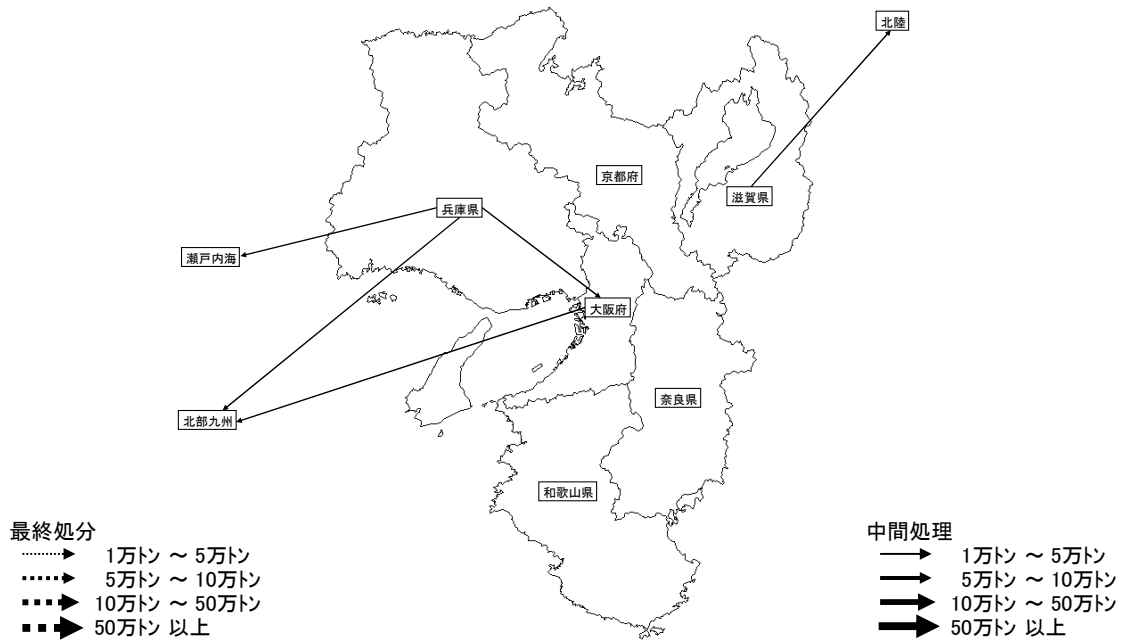 北陸
京都府
滋賀県
兵庫県
瀬戸内海
大阪府
奈良県
北部九州
和歌山県
最終処分
1万トン ～ 5万トン
5万トン ～ 10万トン
10万トン ～ 50万トン
50万トン 以上
中間処理
1万トン ～ 5万トン
5万トン ～ 10万トン
10万トン ～ 50万トン
50万トン 以上